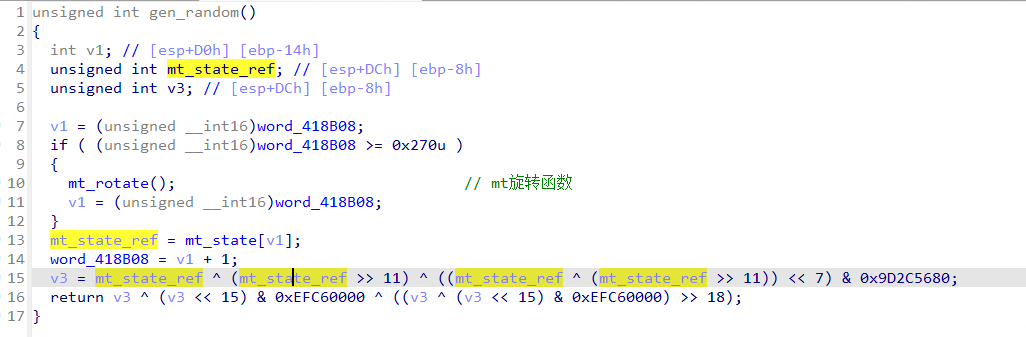 1 unsigned int gen_random()
2 {
3 int v1; // [esp+D0h] [ebp-14h]
4 unsigned int mt_state_ref; // [esp+DCh] [ebp-8h]
5 unsigned int v3; // [esp+DCh] [ebp-8h]
6
7 v1 = (unsigned __int16)word_418B08;
8 if ( (unsigned __int16)word_418B08 >= 0x270u )
9 {
10 mt_rotate(); // mt旋转函数
11 v1 = (unsigned __int16)word_418B08;
12 }
13 mt_state_ref = mt_state[v1];
14 word_418B08 = v1 + 1;
15 v3 = mt_state_ref ^ (mt_state_ref >> 11) ^ ((mt_state_ref ^ (mt_state_ref >> 11)) << 7) & 0x9D2C5680;
16 return v3 ^ (v3 << 15) & 0xEFC60000 ^ ((v3 ^ (v3 << 15) & 0xEFC60000) >> 18);
17 }